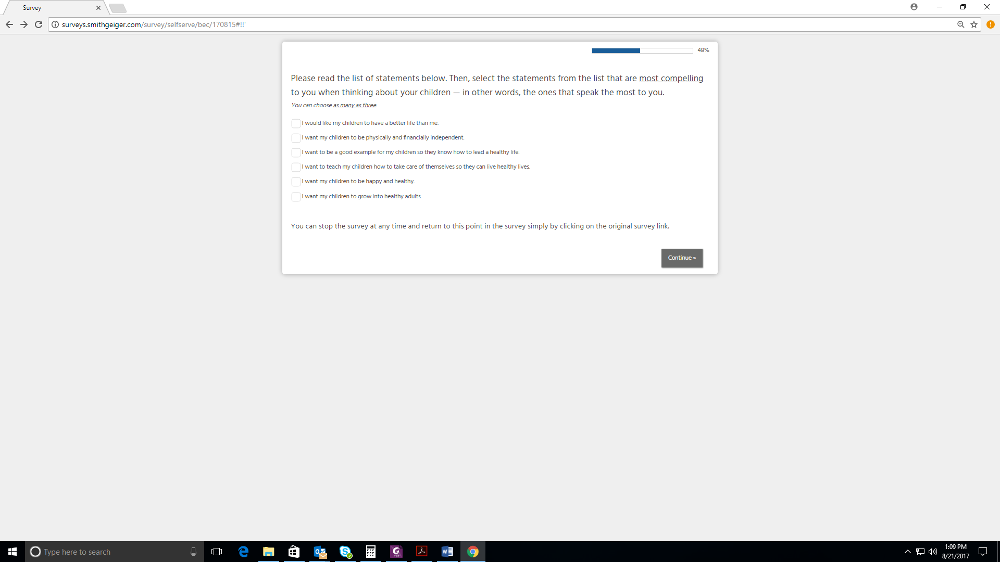 Survey
surveys.smithgeiger.com/survey/selfserve/bec/170815#!!'
48%
Please read the list of statements below. Then, select the statements from the list that are most compelling
to you when thinking about your children — in other words, the ones that speak the most to you.
You can choose as many as three.
I would like my children to have a better life than me.
I want my children to be physically and financially independent.
I want to be a good example for my children so they know how to lead a healthy life.
I want to teach my children how to take care of themselves so they can live healthy lives.
I want my children to be happy and healthy.
I want my children to grow into healthy adults.
You can stop the survey at any time and return to this point in the survey simply by clicking on the original survey link.
Continue »
Type here to search
1:09 PM
8/21/2017